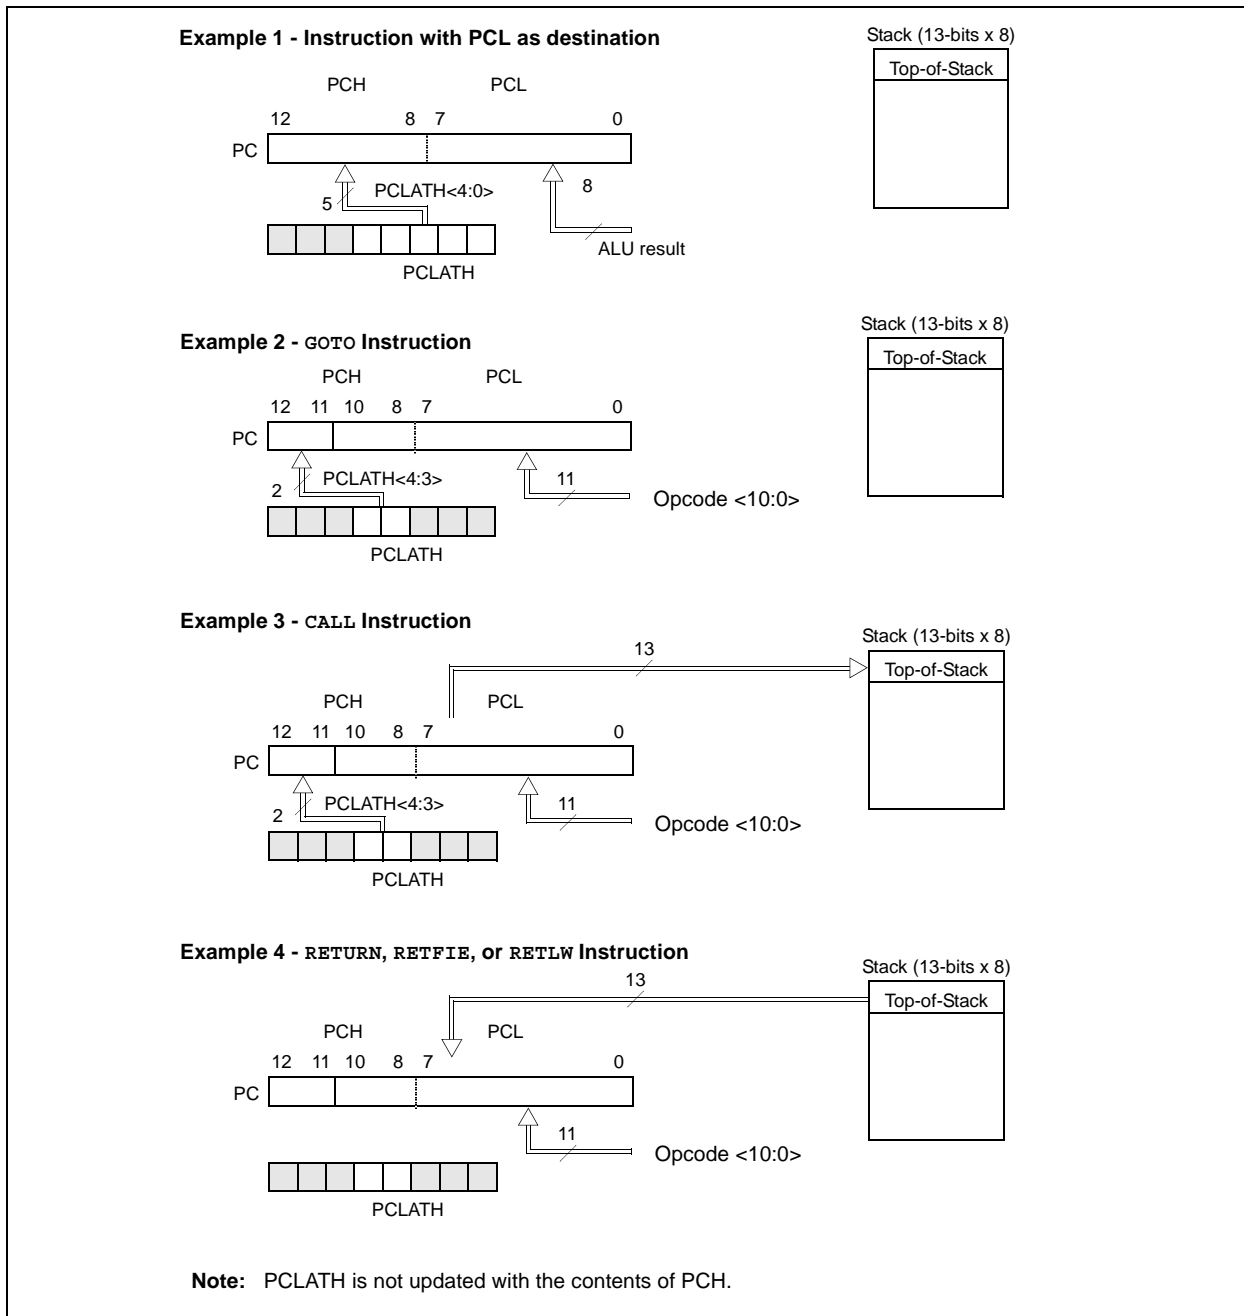 Example 1 - Instruction with PCL as destination
Stack (13-bits x 8)
Top-of-Stack
PCH PCL
12 8 7 0
PC
5 PCLATH<4:0> 8
ALU result
PCLATH
Example 2 - GOTO Instruction
Stack (13-bits x 8)
Top-of-Stack
PCH PCL
12 11 10 8 7 0
PC
2 PCLATH<4:3> 11
Opcode <10:0>
PCLATH
Example 3 - CALL Instruction
Stack (13-bits x 8)
13
Top-of-Stack
PCH PCL
12 11 10 8 7 0
PC
2 PCLATH<4:3> 11
Opcode <10:0>
PCLATH
Example 4 - RETURN, RETFIE, or RETLW Instruction
Stack (13-bits x 8)
13
Top-of-Stack
PCH PCL
12 11 10 8 7 0
PC
11
Opcode <10:0>
PCLATH
Note: PCLATH is not updated with the contents of PCH.